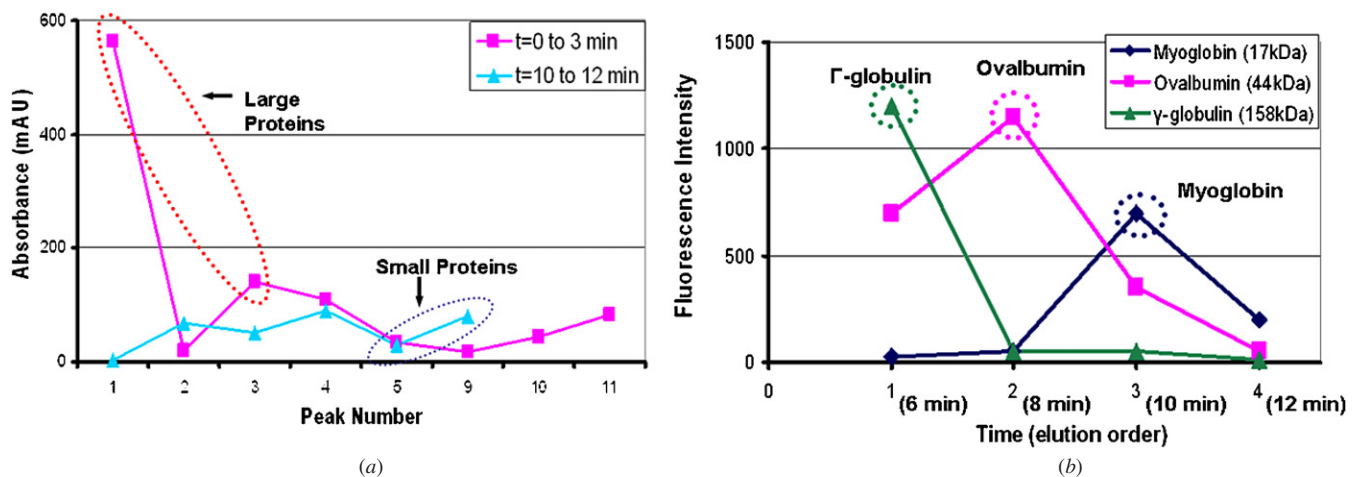 600
400
200
0
Absorbance (mAU)
t=0 to 3 min
t=10 to 12 min
Large
Proteins
Small Proteins
1 2 3 4 5 9 10 11
Peak Number
(a)
1500
1000
500
0
Fluorescence Intensity
Myoglobin (17kDa)
Ovalbumin (44kDa)
γ-globulin (158kDa)
Γ-globulin
Ovalbumin
Myoglobin
0 1 2 3 4
(6 min) (8 min) (10 min) (12 min)
Time (elution order)
(b)